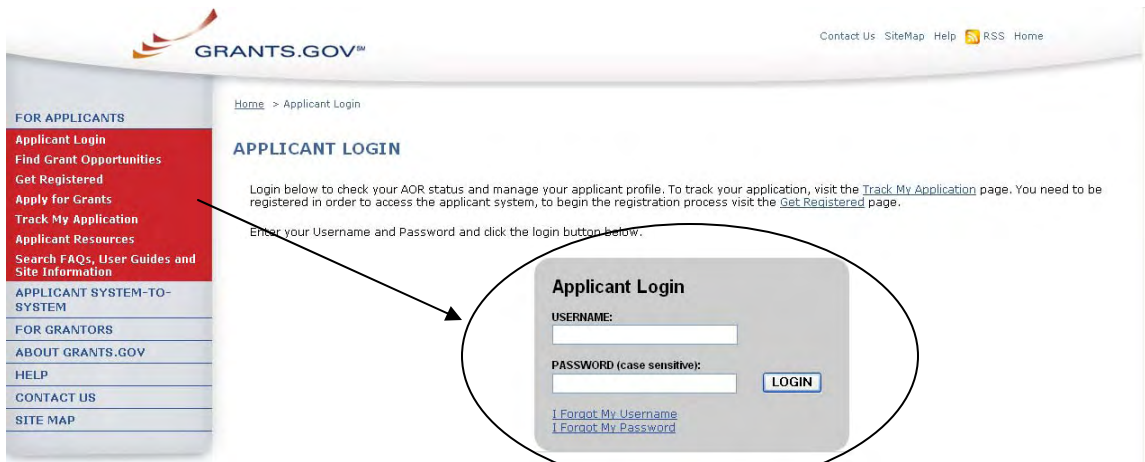 GRANTS.GOV℠
Contact Us SiteMap Help RSS Home
FOR APPLICANTS
Applicant Login
Find Grant Opportunities
Get Registered
Apply for Grants
Track My Application
Applicant Resources
Search FAQs, User Guides and
Site Information
APPLICANT SYSTEM-TO-
SYSTEM
FOR GRANTORS
ABOUT GRANTS.GOV
HELP
CONTACT US
SITE MAP
Home > Applicant Login
APPLICANT LOGIN
Login below to check your AOR status and manage your applicant profile. To track your application, visit the Track My Application page. You need to be
registered in order to access the applicant system, to begin the registration process visit the Get Registered page.
Enter your Username and Password and click the login button below.
Applicant Login
USERNAME:
PASSWORD (case sensitive):
LOGIN
I Forgot My Username
I Forgot My Password